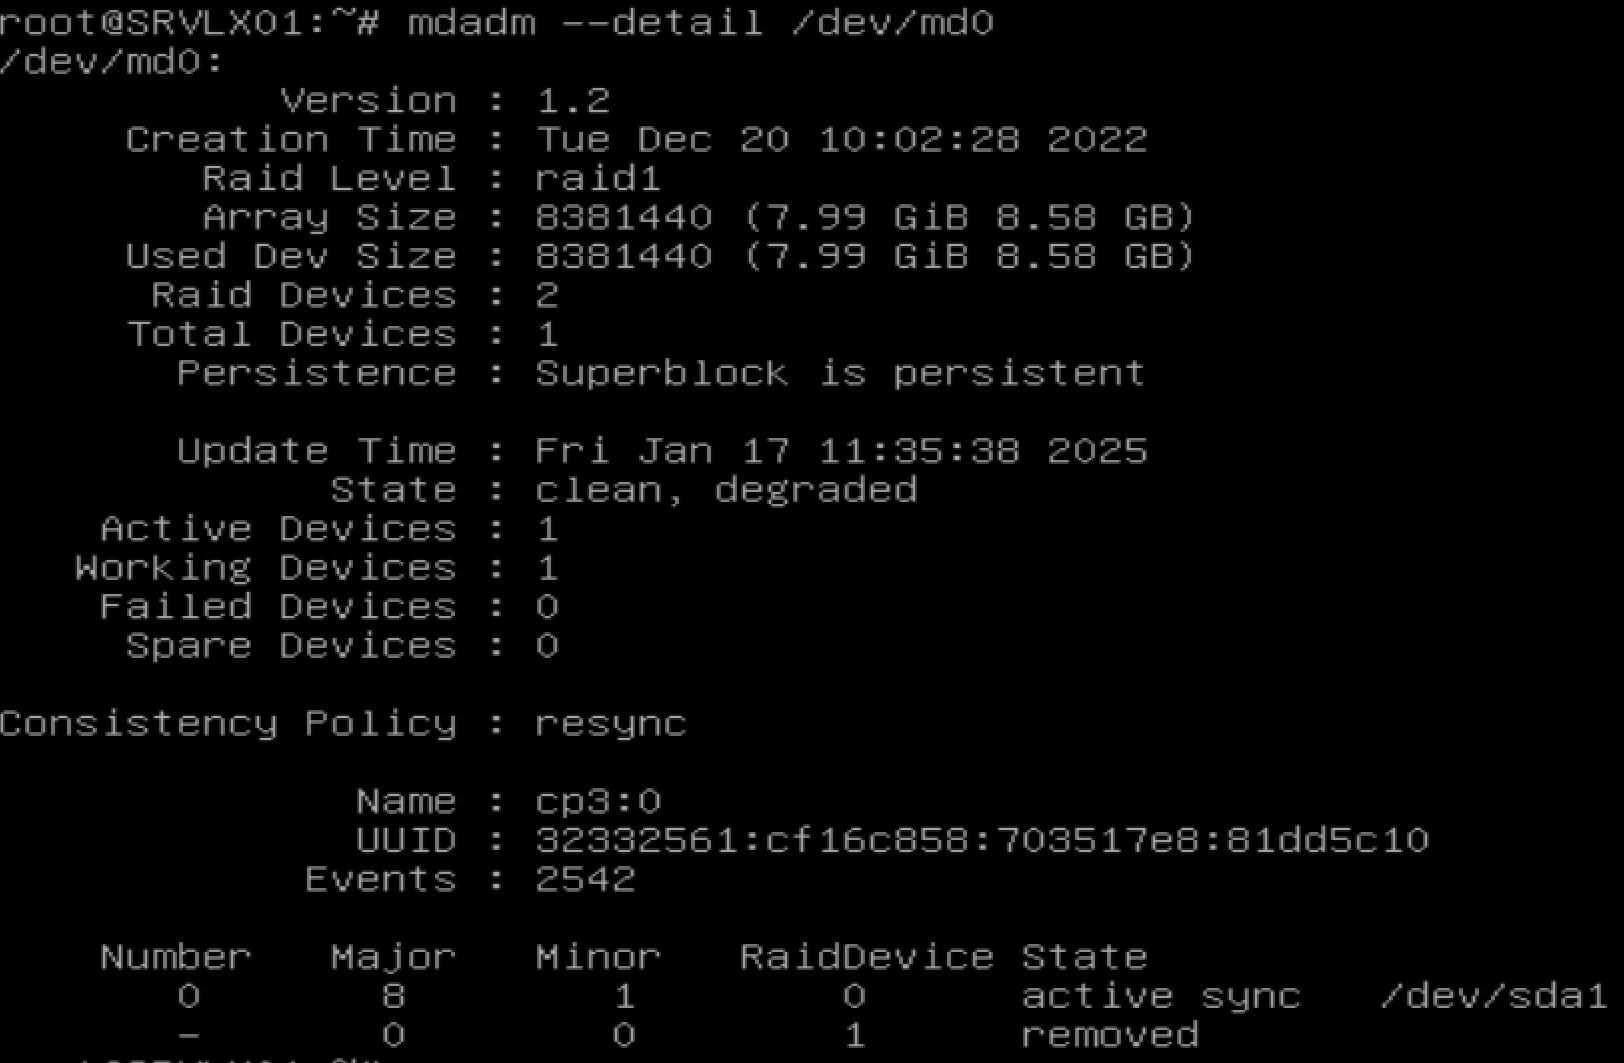 root@SRVLX01:~# mdadm --detail /dev/md0
/dev/md0:
Version : 1.2
Creation Time : Tue Dec 20 10:02:28 2022
Raid Level : raid1
Array Size : 8381440 (7.99 GiB 8.58 GB)
Used Dev Size : 8381440 (7.99 GiB 8.58 GB)
Raid Devices : 2
Total Devices : 1
Persistence : Superblock is persistent
Update Time : Fri Jan 17 11:35:38 2025
State : clean, degraded
Active Devices : 1
Working Devices : 1
Failed Devices : 0
Spare Devices : 0
Consistency Policy : resync
Name : cp3:0
UUID : 32332561:cf16c858:703517e8:81dd5c10
Events : 2542
Number Major Minor RaidDevice State
0 8 1 0 active sync /dev/sda1
- 0 0 1 removed